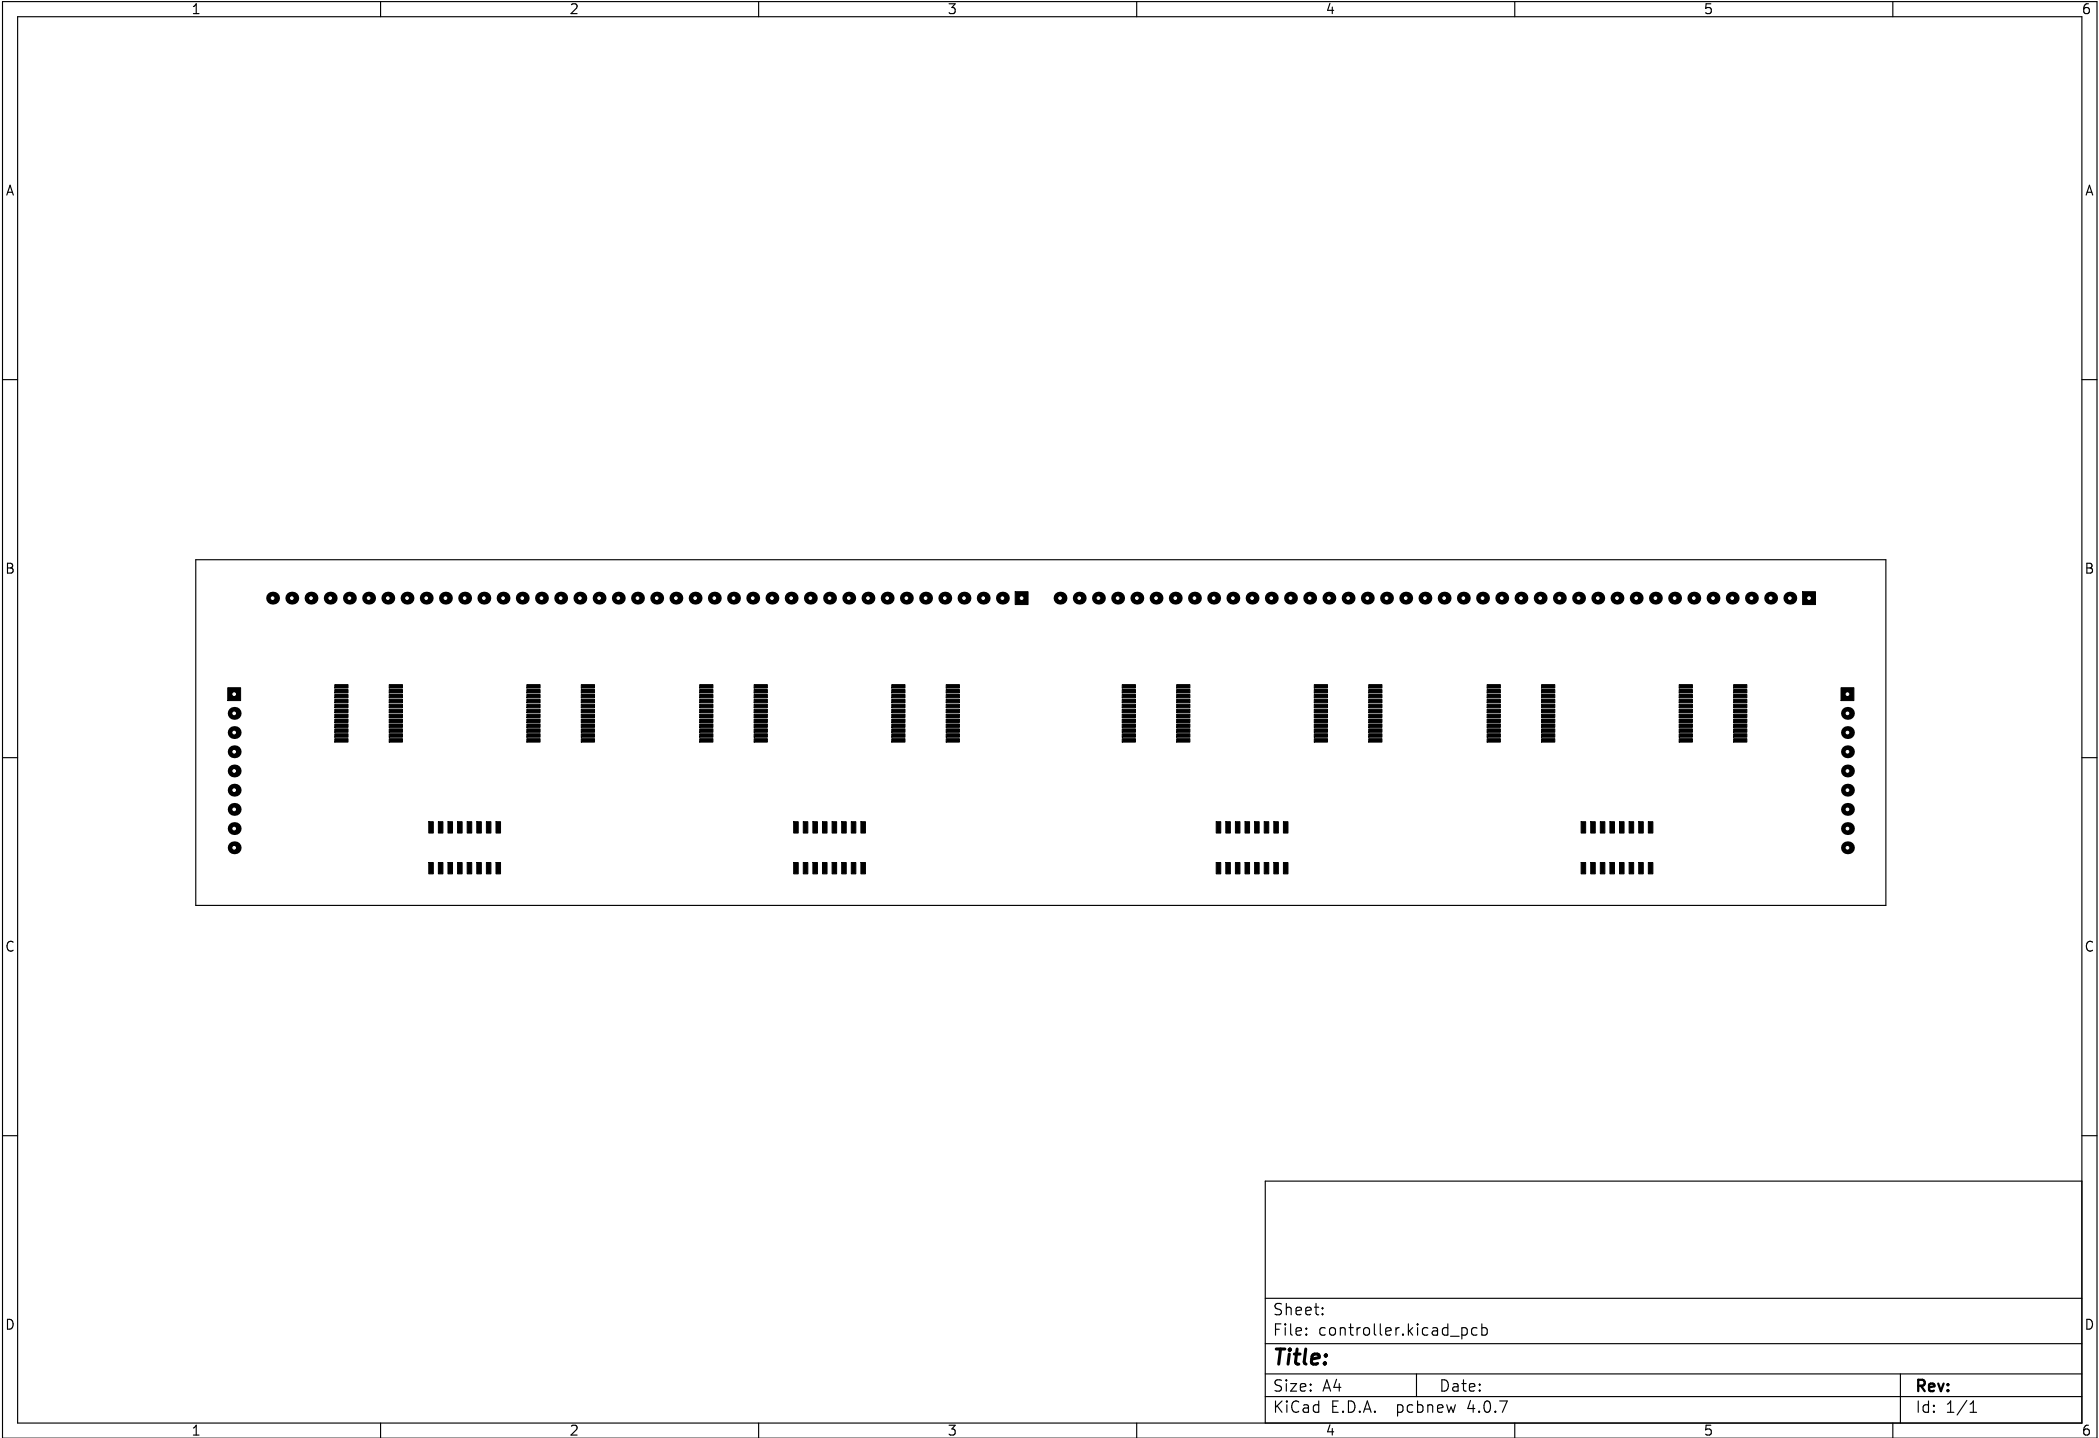 1 2 3 4 5 6
A A
B B
C C
D D
Sheet:
File: controller.kicad_pcb
Title:
Size: A4 Date: Rev:
KiCad E.D.A. pcbnew 4.0.7 Id: 1/1
1 2 3 4 5 6